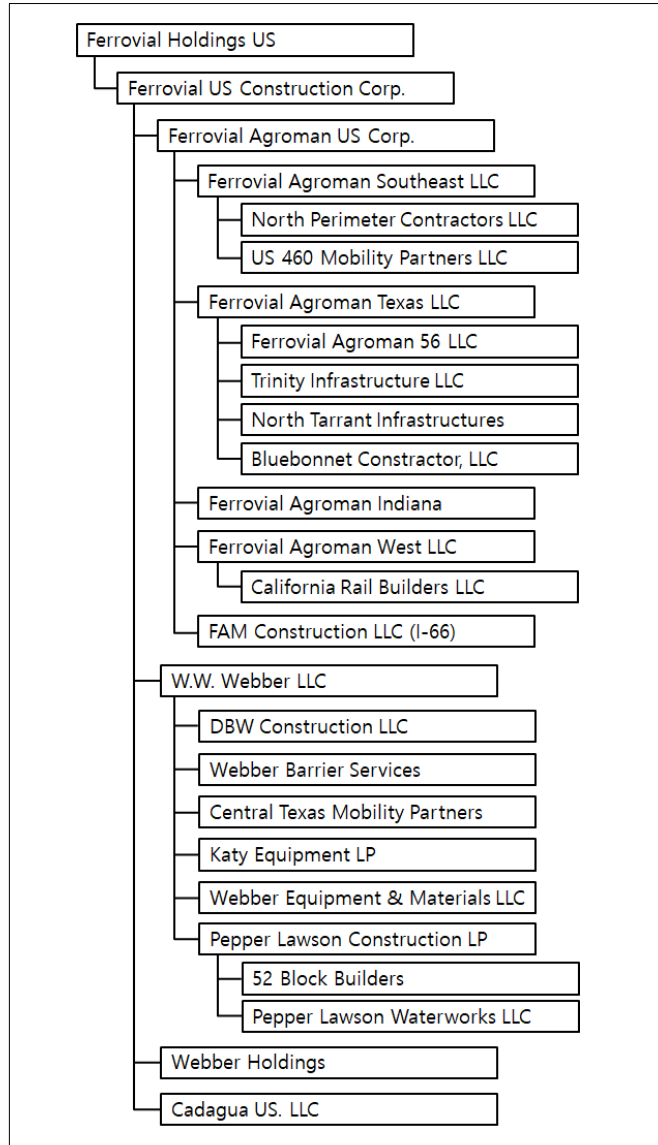 Ferrovial Holdings US
Ferrovial US Construction Corp.
Ferrovial Agroman US Corp.
Ferrovial Agroman Southeast LLC
North Perimeter Contractors LLC
US 460 Mobility Partners LLC
Ferrovial Agroman Texas LLC
Ferrovial Agroman 56 LLC
Trinity Infrastructure LLC
North Tarrant Infrastructures
Bluebonnet Constractor, LLC
Ferrovial Agroman Indiana
Ferrovial Agroman West LLC
California Rail Builders LLC
FAM Construction LLC (I-66)
W.W. Webber LLC
DBW Construction LLC
Webber Barrier Services
Central Texas Mobility Partners
Katy Equipment LP
Webber Equipment & Materials LLC
Pepper Lawson Construction LP
52 Block Builders
Pepper Lawson Waterworks LLC
Webber Holdings
Cadagua US. LLC